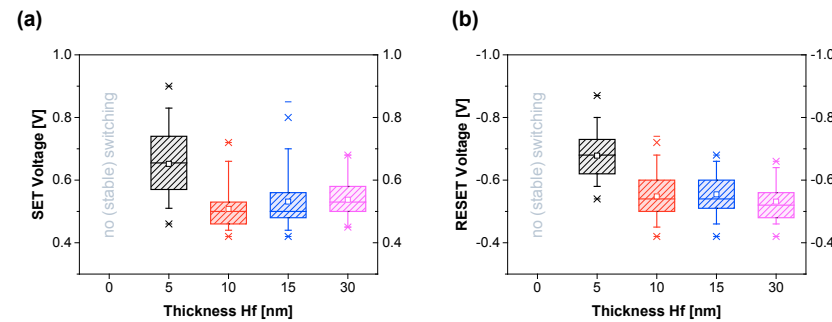 (a)
(b)
1.0
0.8
0.6
0.4
SET Voltage [V]
no (stable) switching
1.0
0.8
0.6
0.4
0 5 10 15 30
Thickness Hf [nm]
-1.0
-0.8
-0.6
-0.4
RESET Voltage [V]
no (stable) switching
-1.0
-0.8
-0.6
-0.4
0 5 10 15 30
Thickness Hf [nm]